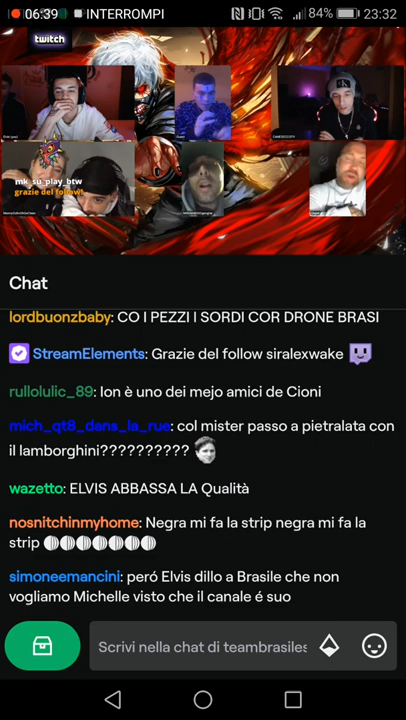 06:39 INTERROMPI 84% 23:32
twitch
mk_su_play_btw
grazie del follow!
Chat
lordbuonzbaby: CO I PEZZI I SORDI COR DRONE BRASI
StreamElements: Grazie del follow siralexwake
rullolulic_89: Ion è uno dei mejo amici de Cioni
mich_qt8_dans_la_rue: col mister passo a pietralata con
il lamborghini??????????
wazetto: ELVIS ABBASSA LA Qualità
nosnitchinmyhome: Negra mi fa la strip negra mi fa la
strip
simoneemancini: peró Elvis dillo a Brasile che non
vogliamo Michelle visto che il canale é suo
Scrivi nella chat di teambrasiles